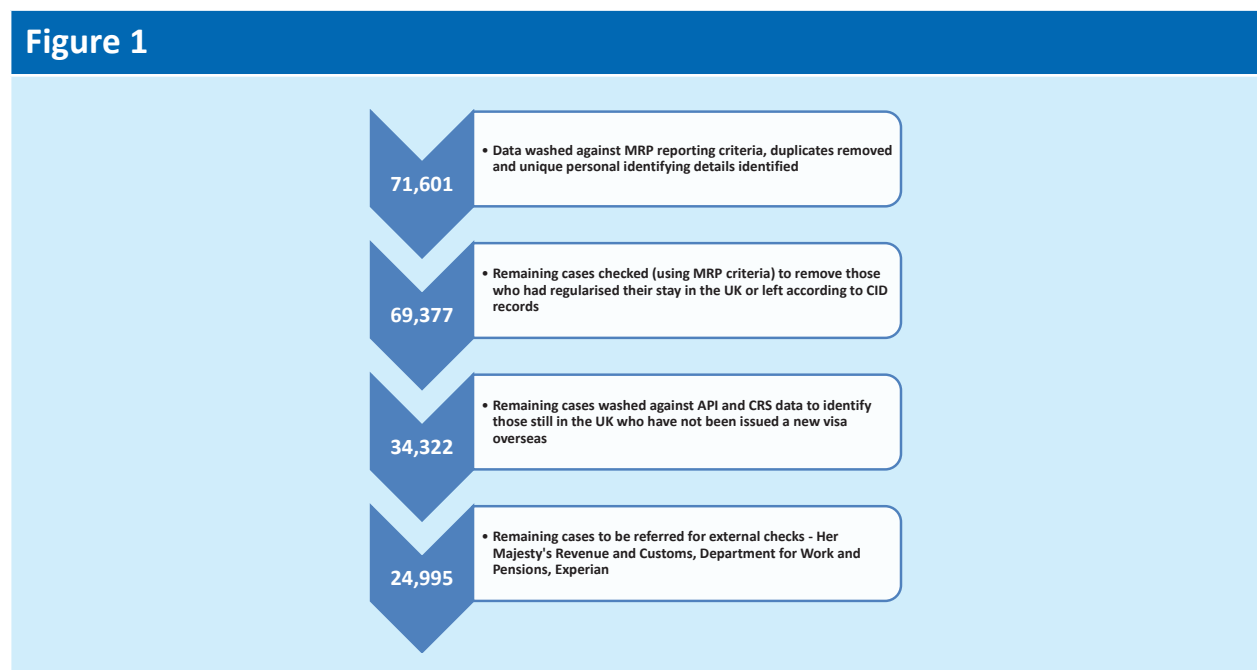 Figure 1
71,601
• Data washed against MRP reporting criteria, duplicates removed
and unique personal identifying details identified
69,377
• Remaining cases checked (using MRP criteria) to remove those
who had regularised their stay in the UK or left according to CID
records
34,322
• Remaining cases washed against API and CRS data to identify
those still in the UK who have not been issued a new visa
overseas
24,995
• Remaining cases to be referred for external checks - Her
Majesty's Revenue and Customs, Department for Work and
Pensions, Experian